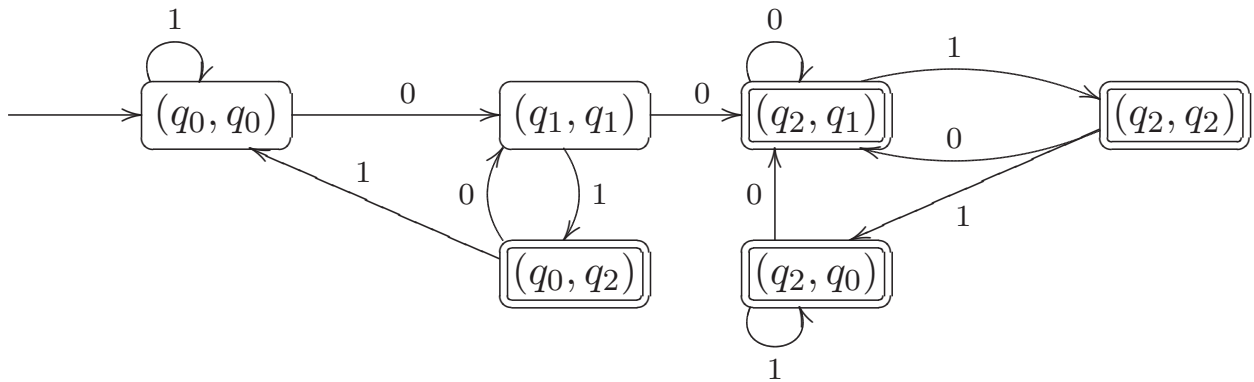 1 0
0 0 1
(q₀, q₀) (q₁, q₁) (q₂, q₁) (q₂, q₂)
1 0 1 0 0 1
(q₀, q₂) (q₂, q₀)
1